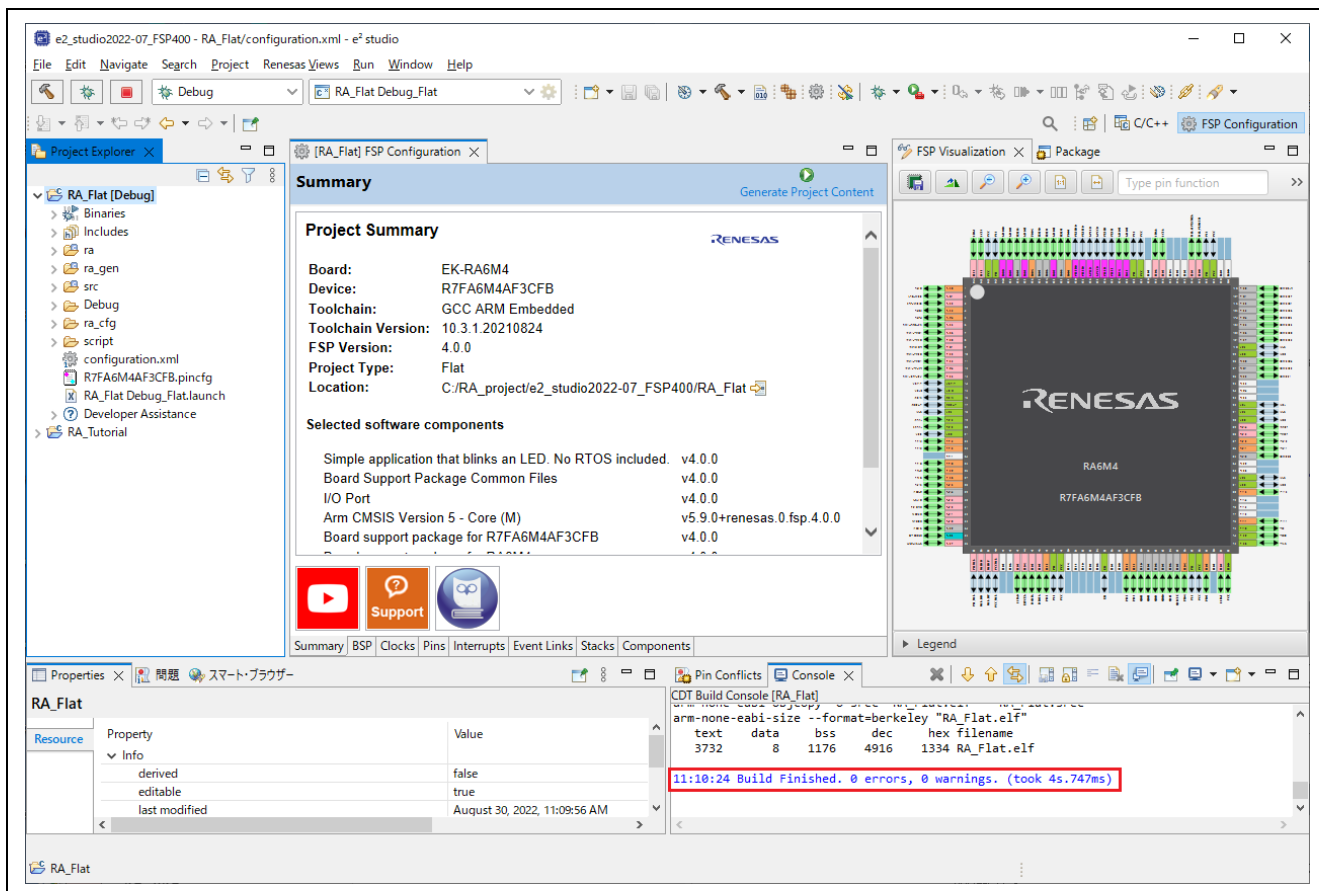 e2_studio2022-07_FSP400 - RA_Flat/configuration.xml - e² studio
File Edit Navigate Search Project Renesas Views Run Window Help
Debug
RA_Flat Debug_Flat
C/C++ FSP Configuration
Project Explorer
RA_Flat [Debug]
Binaries
Includes
ra
ra_gen
src
Debug
ra_cfg
script
configuration.xml
R7FA6M4AF3CFB.pincfg
RA_Flat Debug_Flat.launch
Developer Assistance
RA_Tutorial
[RA_Flat] FSP Configuration
Summary
Generate Project Content
Project Summary
RENESAS
Board: EK-RA6M4
Device: R7FA6M4AF3CFB
Toolchain: GCC ARM Embedded
Toolchain Version: 10.3.1.20210824
FSP Version: 4.0.0
Project Type: Flat
Location: C:/RA_project/e2_studio2022-07_FSP400/RA_Flat
Selected software components
Simple application that blinks an LED. No RTOS included. v4.0.0
Board Support Package Common Files v4.0.0
I/O Port v4.0.0
Arm CMSIS Version 5 - Core (M) v5.9.0+renesas.0.fsp.4.0.0
Board support package for R7FA6M4AF3CFB v4.0.0
Support
Summary BSP Clocks Pins Interrupts Event Links Stacks Components
FSP Visualization Package
Type pin function
RENESAS
RA6M4
R7FA6M4AF3CFB
Legend
Properties 問題 スマート・ブラウザー
RA_Flat
Resource
Property Value
Info
derived false
editable true
last modified August 30, 2022, 11:09:56 AM
Pin Conflicts Console
CDT Build Console [RA_Flat]
arm-none-eabi-size --format=berkeley "RA_Flat.elf"
text data bss dec hex filename
3732 8 1176 4916 1334 RA_Flat.elf
11:10:24 Build Finished. 0 errors, 0 warnings. (took 4s.747ms)
RA_Flat